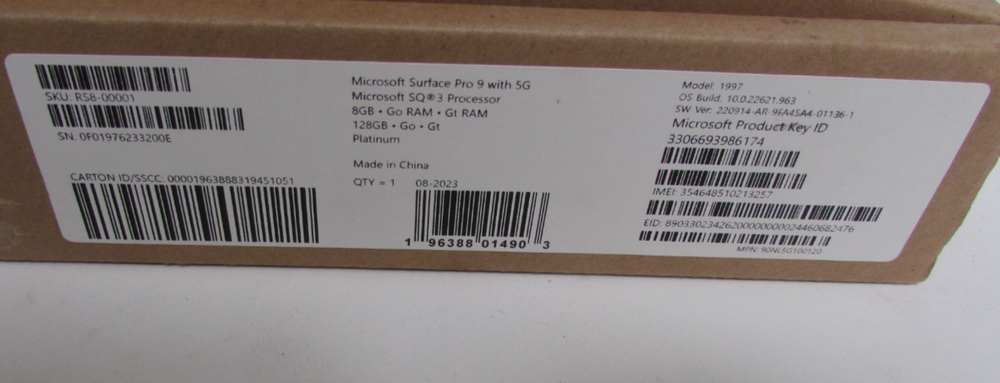 SKU: RS8-00001
SN. 0F01976233200E
CARTON ID/SSCC: 00001963888319451051
Microsoft Surface Pro 9 with 5G
Microsoft SQ®3 Processor
8GB • Go RAM • Gt RAM
128GB • Go • Gt
Platinum
Made in China
QTY = 1 08-2023
1 96388 01490 3
Model: 1997
OS Build: 10.0.22621.963
SW Ver: 220914-AR-9FA45A4-01136-1
Microsoft Product Key ID
3306693986174
IMEI: 354648510213257
EID: 89033023426200000000024460682476
MPN: 90NL5G100120